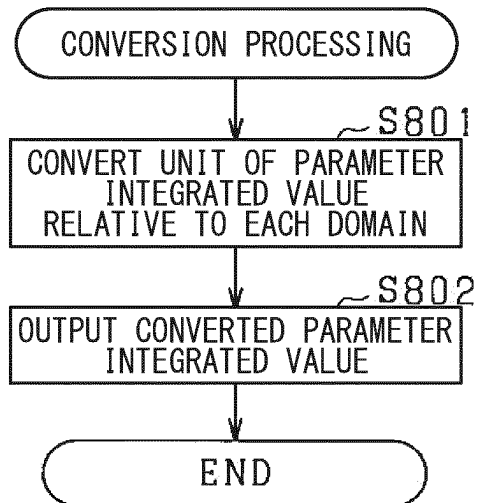 CONVERSION PROCESSING
S801
CONVERT UNIT OF PARAMETER
INTEGRATED VALUE
RELATIVE TO EACH DOMAIN
S802
OUTPUT CONVERTED PARAMETER
INTEGRATED VALUE
END